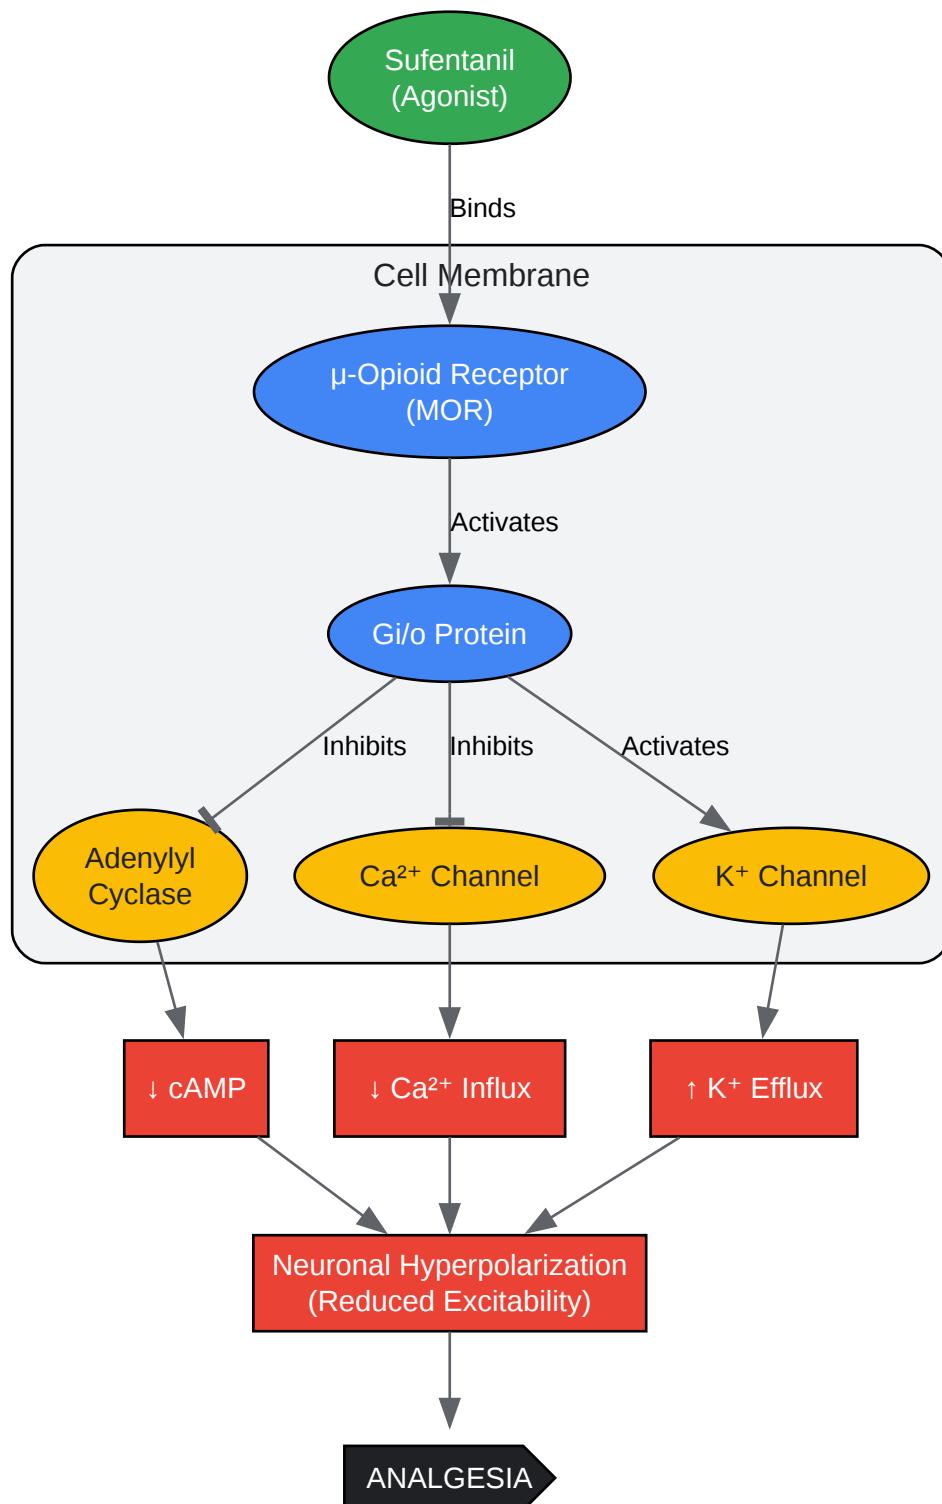 Sufentanil
(Agonist)
Binds
Cell Membrane
μ-Opioid Receptor
(MOR)
Activates
Gi/o Protein
Inhibits
Inhibits
Activates
Adenylyl
Cyclase
Ca²⁺ Channel
K⁺ Channel
↓ cAMP
↓ Ca²⁺ Influx
↑ K⁺ Efflux
Neuronal Hyperpolarization
(Reduced Excitability)
ANALGESIA